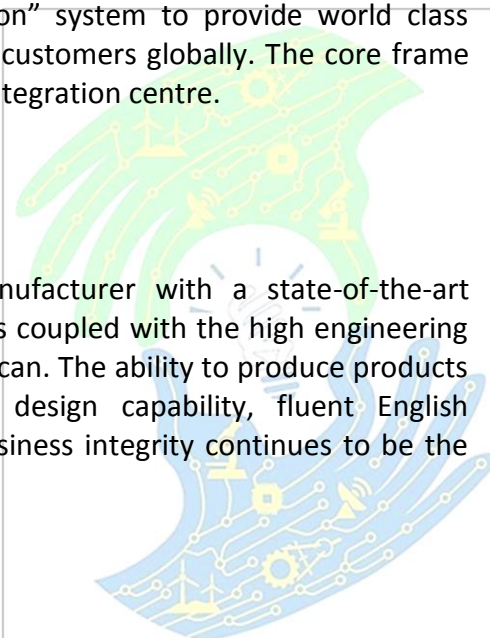 on” system to provide world class
customers globally. The core frame
tegration centre.
nufacturer with a state-of-the-art
s coupled with the high engineering
can. The ability to produce products
design capability, fluent English
siness integrity continues to be the